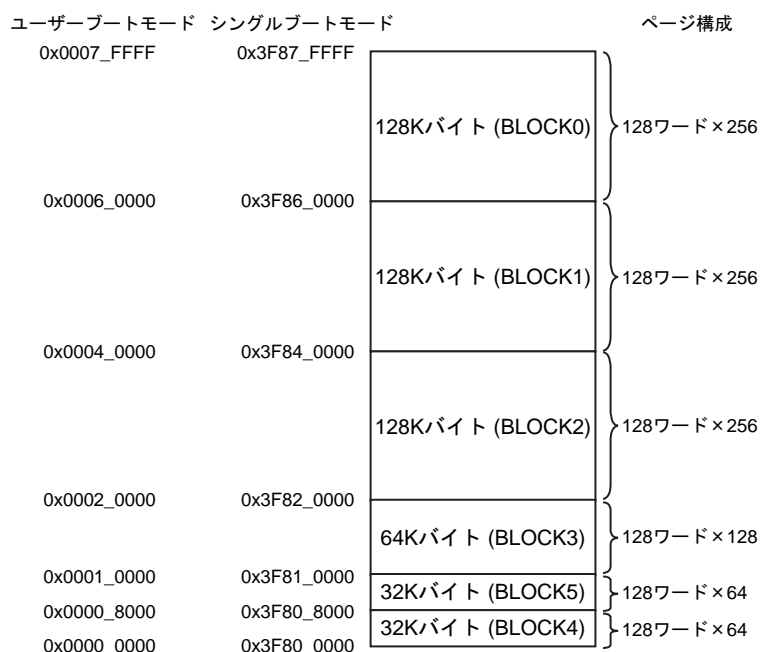 ユーザーブートモード シングルブートモード ページ構成
0x0007_FFFF 0x3F87_FFFF
128Kバイト (BLOCK0) 128ワード×256
0x0006_0000 0x3F86_0000
128Kバイト (BLOCK1) 128ワード×256
0x0004_0000 0x3F84_0000
128Kバイト (BLOCK2) 128ワード×256
0x0002_0000 0x3F82_0000
64Kバイト (BLOCK3) 128ワード×128
0x0001_0000 0x3F81_0000
32Kバイト (BLOCK5) 128ワード×64
0x0000_8000 0x3F80_8000
32Kバイト (BLOCK4) 128ワード×64
0x0000_0000 0x3F80_0000